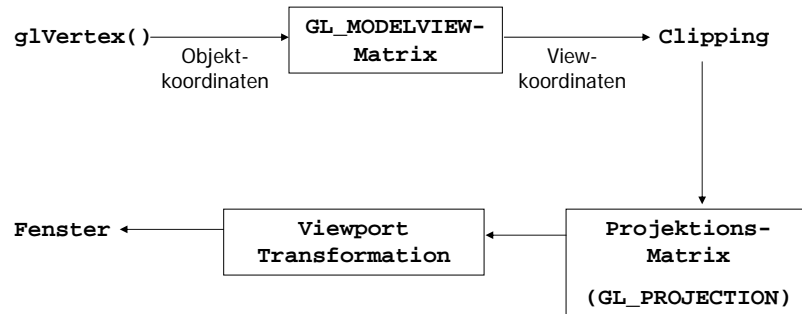 glVertex()
Objekt-
koordinaten
GL_MODELVIEW-
Matrix
View-
koordinaten
Clipping
Projektions-
Matrix
(GL_PROJECTION)
Viewport
Transformation
Fenster